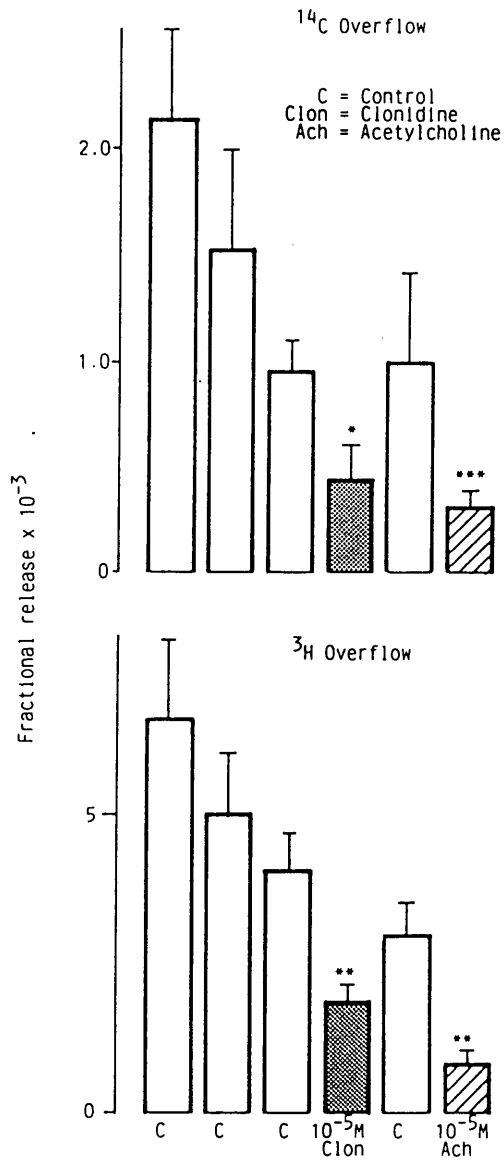 ¹⁴C Overflow
C = Control
Clon = Clonidine
Ach = Acetylcholine
2.0
1.0
*
***
0
Fractional release x 10⁻³
³H Overflow
5
**
**
0
C C C 10⁻⁵M C 10⁻⁵M
Clon Ach